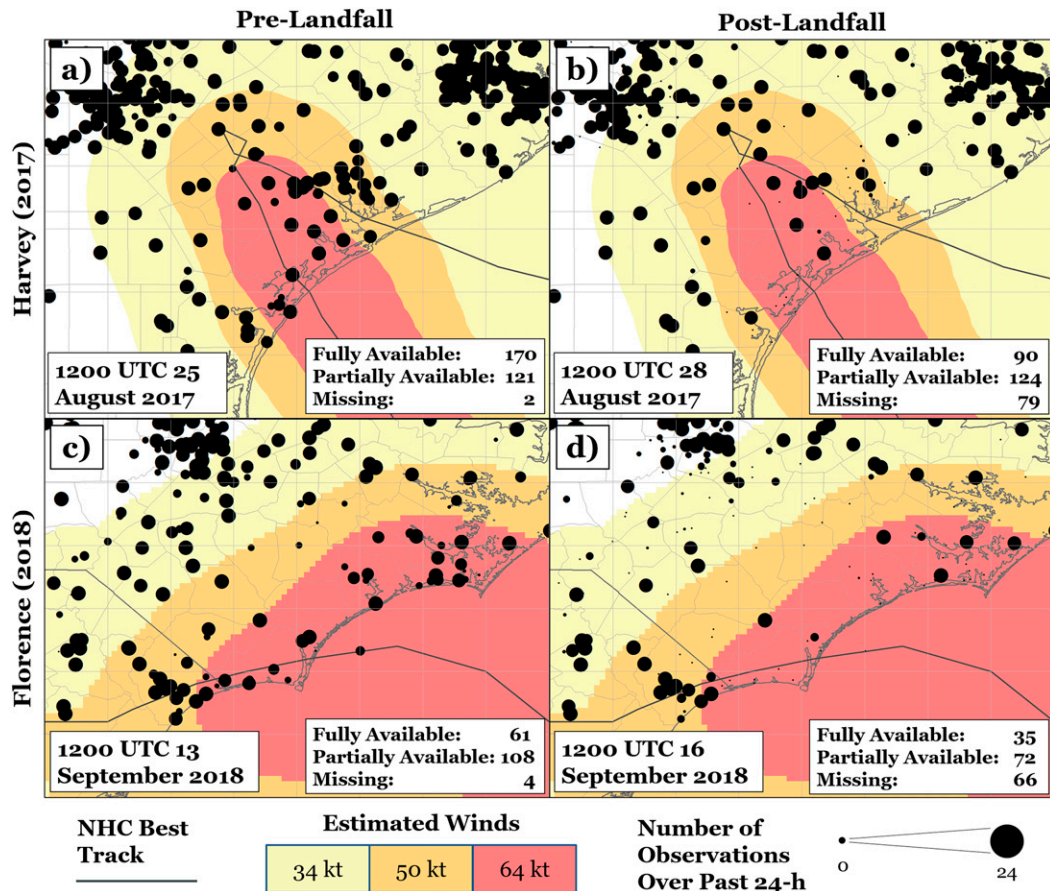 Pre-Landfall
Post-Landfall
Harvey (2017)
a)
1200 UTC 25
August 2017
Fully Available: 170
Partially Available: 121
Missing: 2
b)
1200 UTC 28
August 2017
Fully Available: 90
Partially Available: 124
Missing: 79
Florence (2018)
c)
1200 UTC 13
September 2018
Fully Available: 61
Partially Available: 108
Missing: 4
d)
1200 UTC 16
September 2018
Fully Available: 35
Partially Available: 72
Missing: 66
NHC Best
Track
Estimated Winds
34 kt
50 kt
64 kt
Number of
Observations
Over Past 24-h
0
24